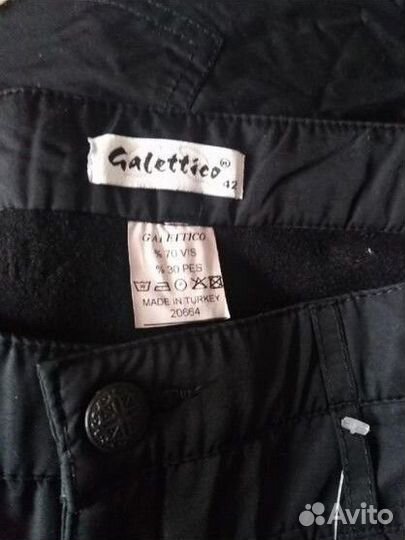 Galettico
42
GALETTICO
% 70 VIS
% 30 PES
MADE IN TURKEY
20664
Avito